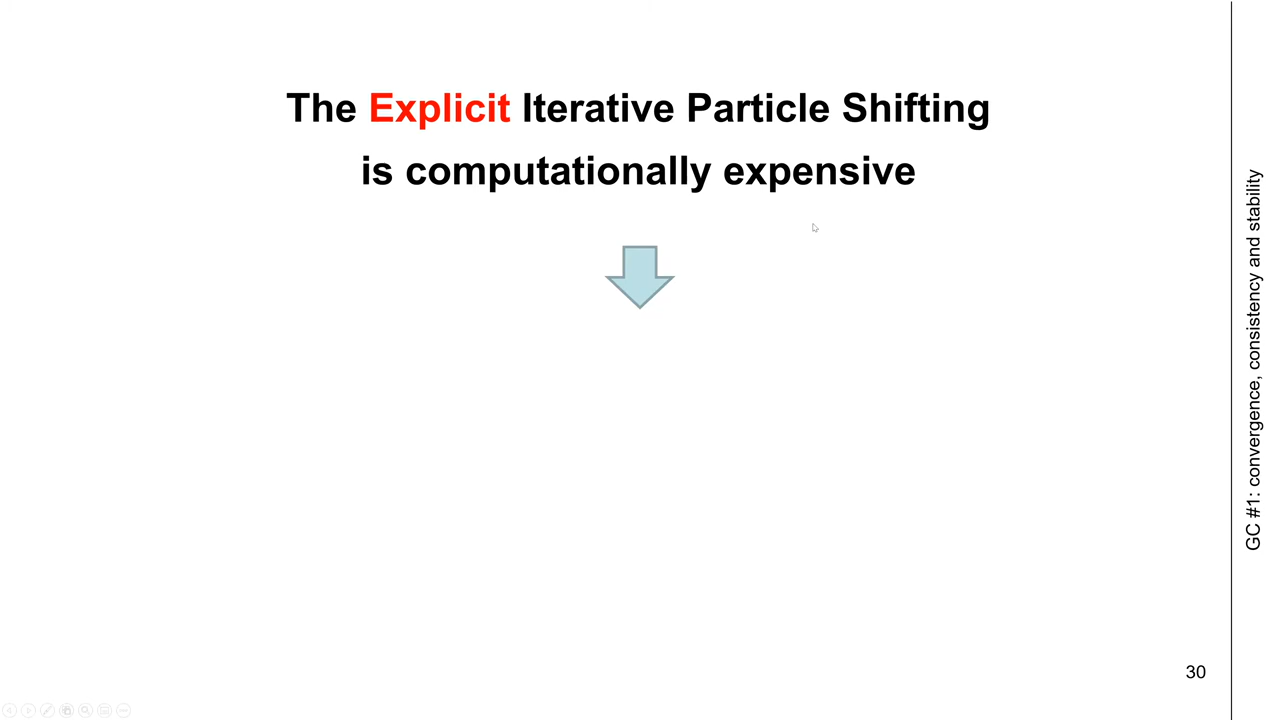 The Explicit Iterative Particle Shifting
is computationally expensive
GC #1: convergence, consistency and stability
30